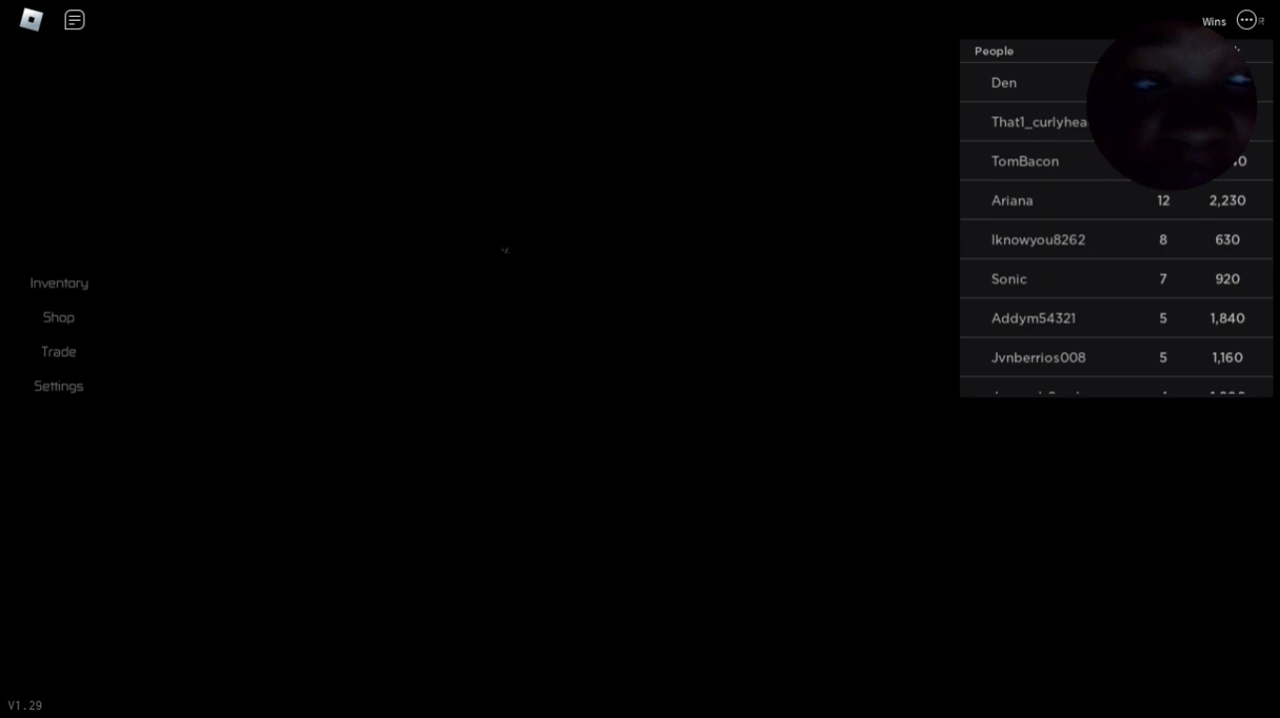 Wins
People
Den
That1_curlyhea
TomBacon
Ariana 12 2,230
Iknowyou8262 8 630
Sonic 7 920
Addym54321 5 1,840
Jvnberrios008 5 1,160
Inventory
Shop
Trade
Settings
V1.29